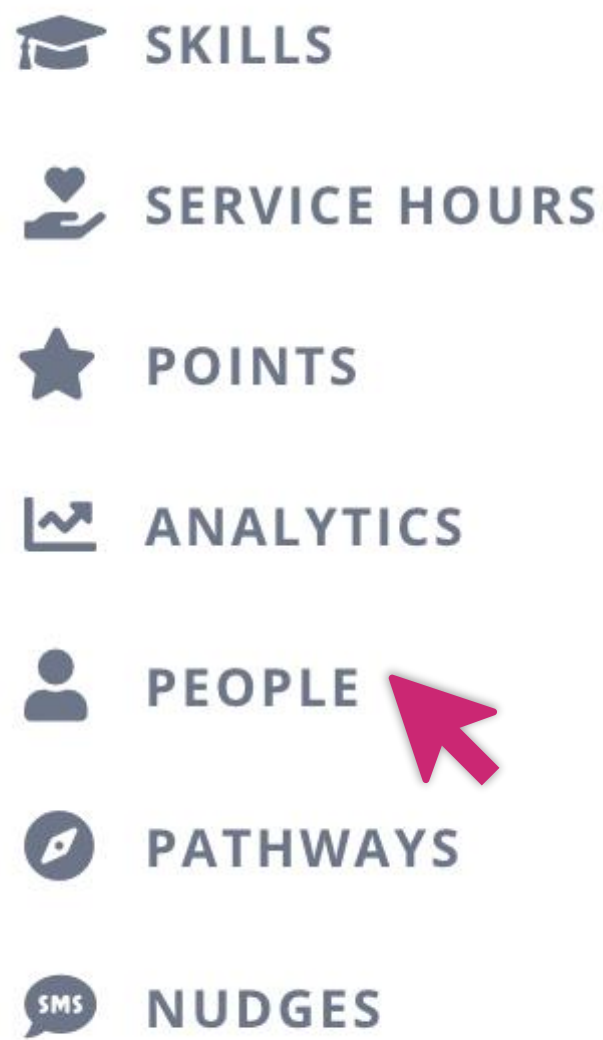 SKILLS
SERVICE HOURS
POINTS
ANALYTICS
PEOPLE
PATHWAYS
SMS
NUDGES